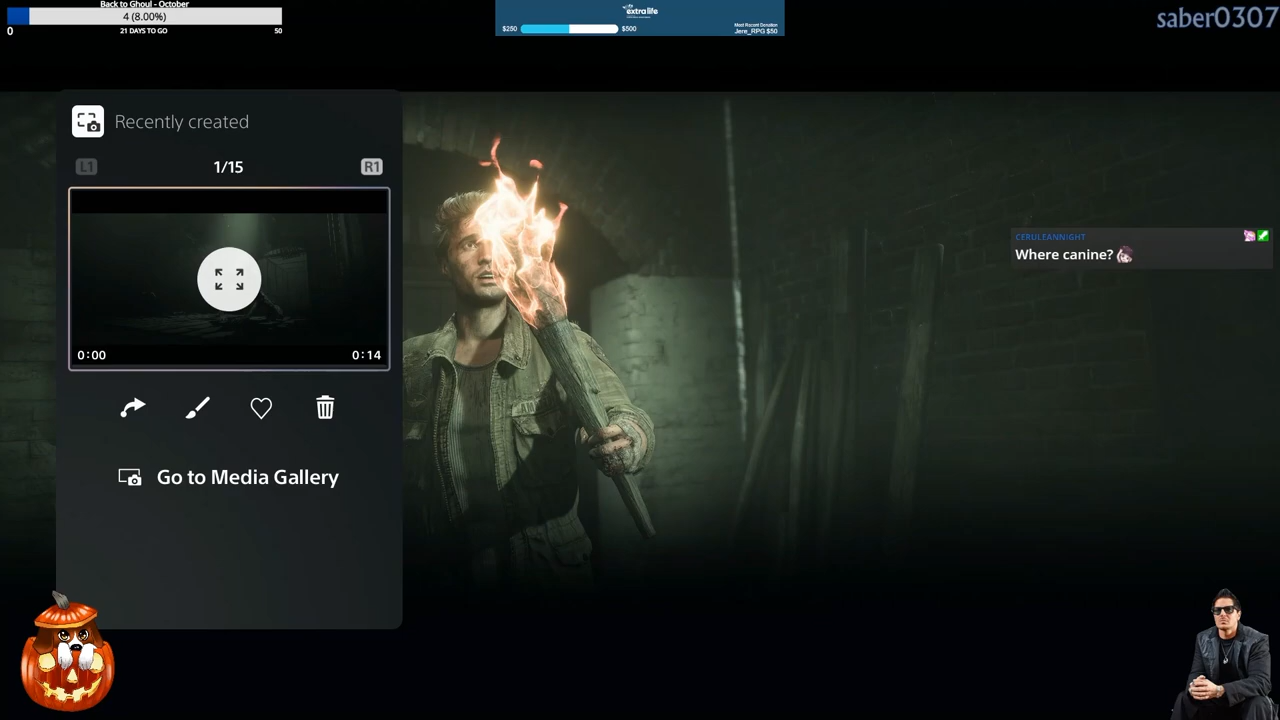 Back to Ghoul - October
4 (8.00%)
0
21 DAYS TO GO
50
extralife
$250
$500
Most Recent Donation
Jere_RPG $50
saber0307
Recently created
L1
1/15
R1
0:00
0:14
Go to Media Gallery
CERULEANNIGHT
Where canine?